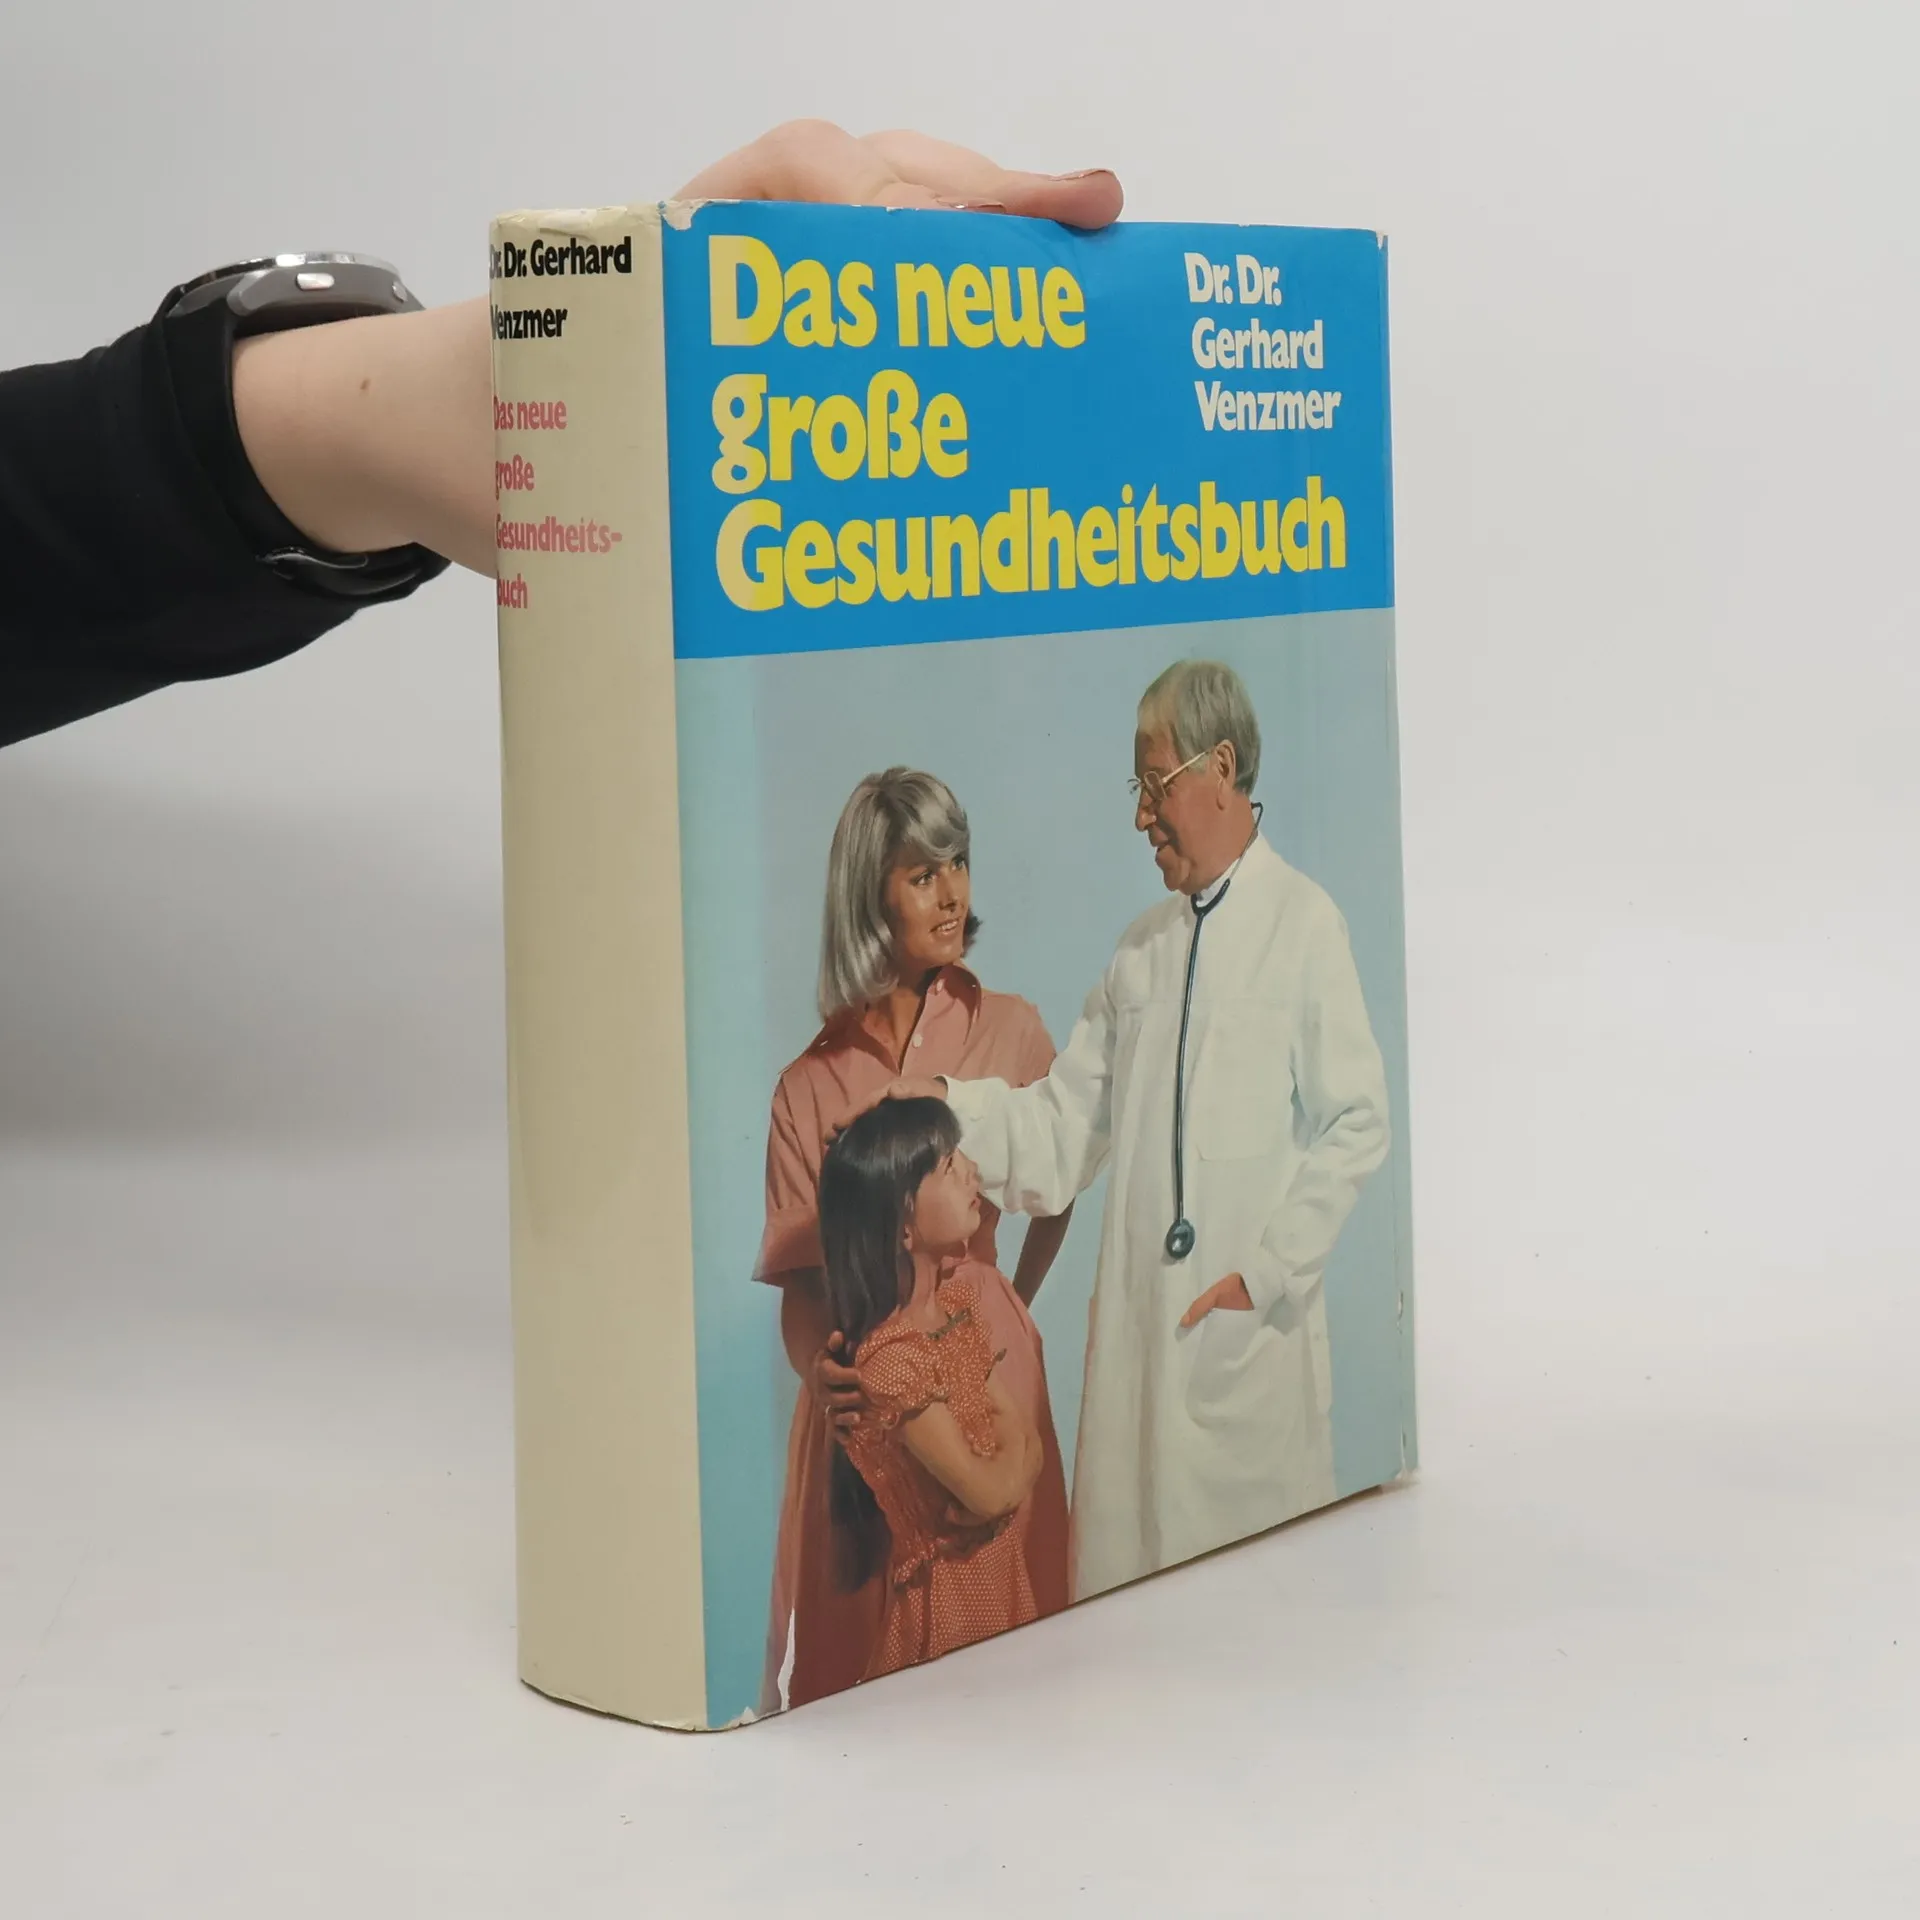 Dr. Dr. Gerhard
Venzmer
Das neue
große
Gesundheits-
buch
Das neue
große
Gesundheitsbuch
Dr. Dr.
Gerhard
Venzmer